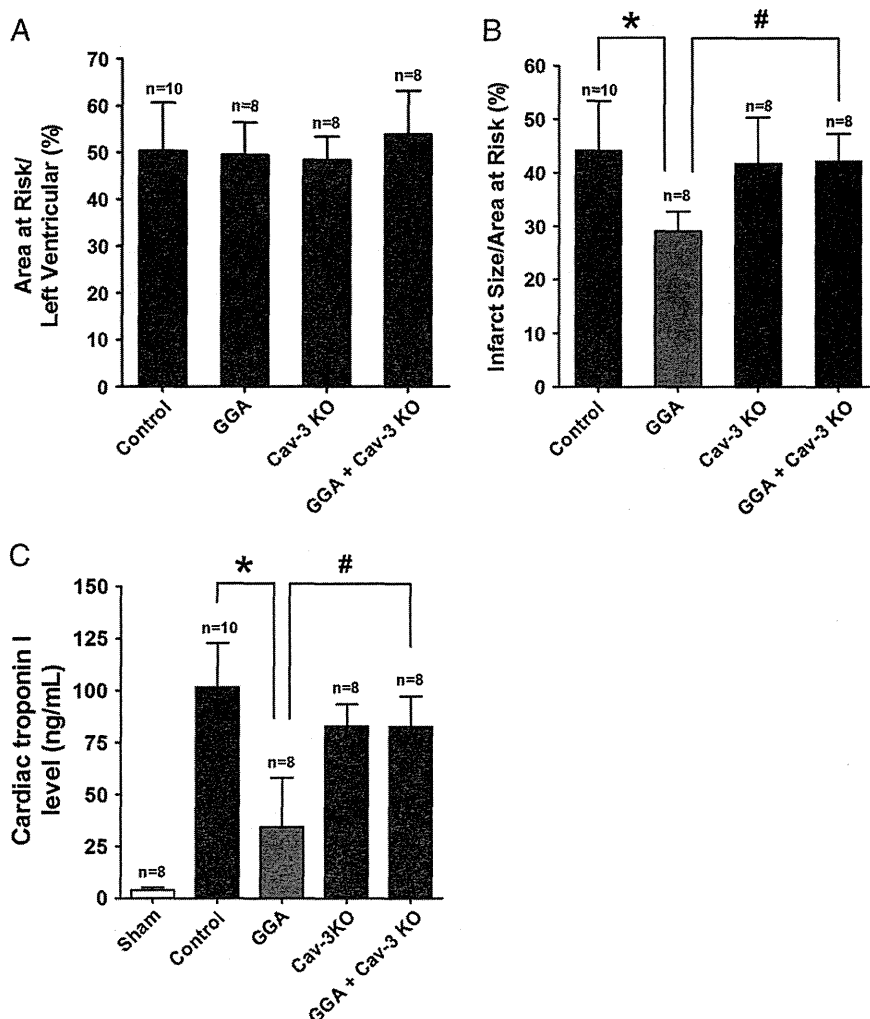 A
Area at Risk/
Left Ventricular (%)
70
60
50
40
30
20
10
0
n=10
n=8
n=8
n=8
Control
GGA
Cav-3 KO
GGA + Cav-3 KO
B
*
#
Infarct Size/Area at Risk (%)
60
50
40
30
20
10
0
n=10
n=8
n=8
n=8
Control
GGA
Cav-3 KO
GGA + Cav-3 KO
C
*
#
Cardiac troponin I
level (ng/mL)
150
125
100
75
50
25
0
n=8
n=10
n=8
n=8
n=8
Sham
Control
GGA
Cav-3KO
GGA + Cav-3 KO